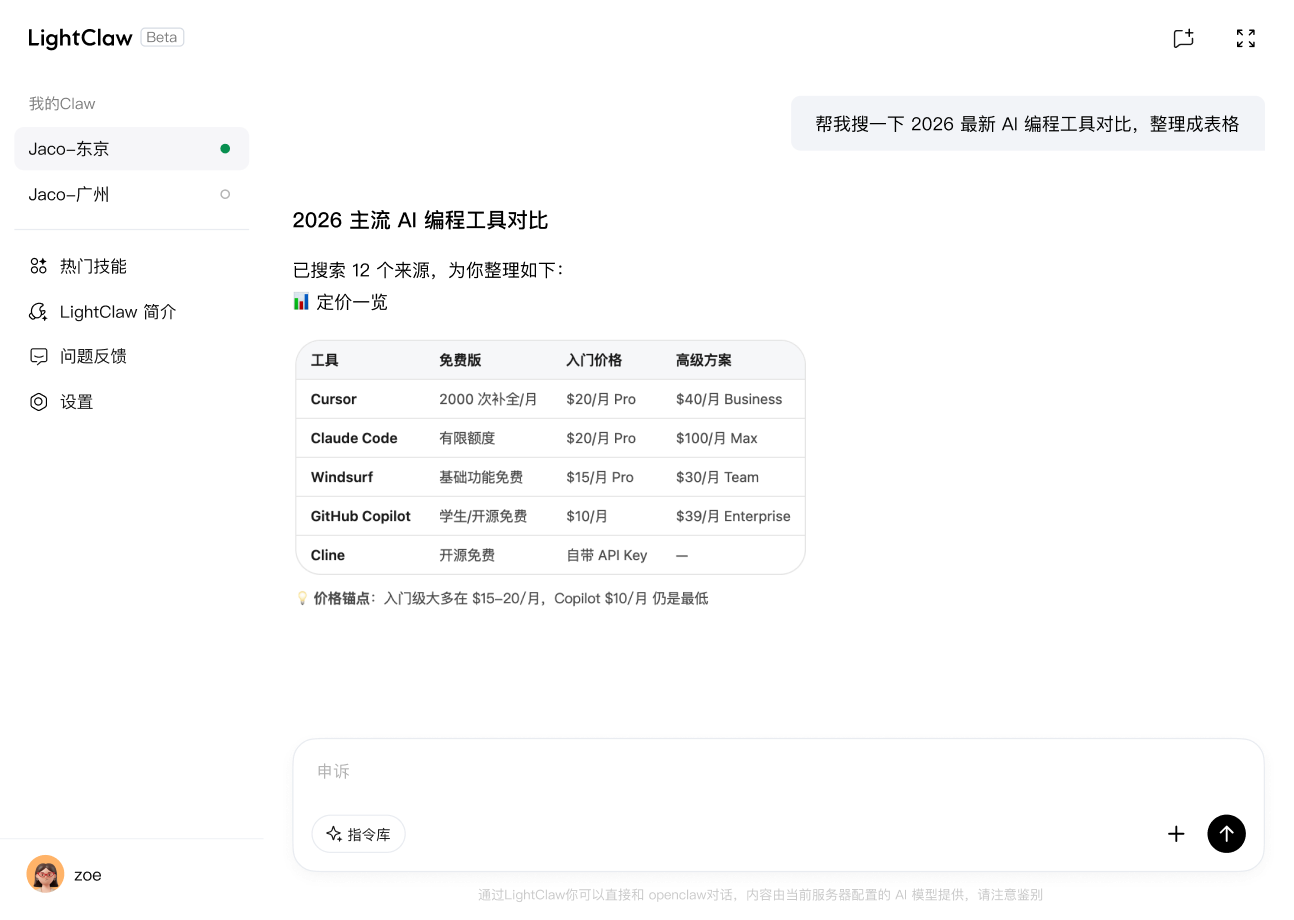 LightClaw Beta
我的Claw
Jaco-东京
Jaco-广州
热门技能
LightClaw 简介
问题反馈
设置
zoe
帮我搜一下 2026 最新 AI 编程工具对比，整理成表格
2026 主流 AI 编程工具对比
已搜索 12 个来源，为你整理如下：
📊 定价一览
工具 免费版 入门价格 高级方案
Cursor 2000 次补全/月 $20/月 Pro $40/月 Business
Claude Code 有限额度 $20/月 Pro $100/月 Max
Windsurf 基础功能免费 $15/月 Pro $30/月 Team
GitHub Copilot 学生/开源免费 $10/月 $39/月 Enterprise
Cline 开源免费 自带 API Key —
💡 价格锚点：入门级大多在 $15–20/月，Copilot $10/月 仍是最低
申诉
指令库
通过LightClaw你可以直接和 openclaw对话，内容由当前服务器配置的 AI 模型提供，请注意鉴别